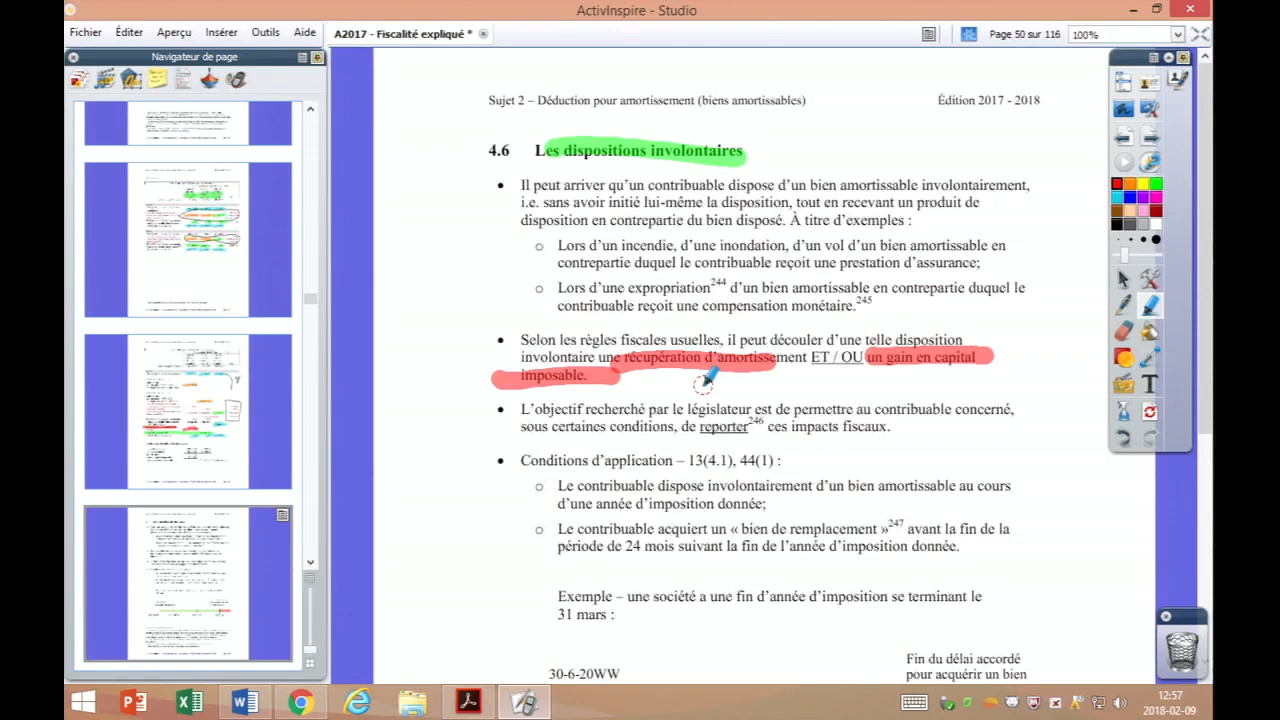 ActivInspire - Studio
Fichier Éditer Aperçu Insérer Outils Aide
A2017 - Fiscalité expliqué *
Page 50 sur 116
100%
Navigateur de page
Sujet 2 – Déduction pour amortissement (biens amortissables) Édition 2017 - 2018
4.6 Les dispositions involontaires
• Il peut arriver qu'un contribuable dispose d'un bien amortissable involontairement,
i.e. sans avoir initié lui-même la disposition, tout en recevant un produit de
disposition en contrepartie du bien disposé. À titre d'exemples :
o Lors d'un incendie, d'une inondation, d'un vol d'un bien amortissable en
contrepartie duquel le contribuable reçoit une prestation d'assurance;
o Lors d'une expropriation244 d'un bien amortissable en contrepartie duquel le
contribuable reçoit une compensation monétaire. 245
• Selon les règles fiscales usuelles, il peut découler d'une telle disposition
involontaire une récupération d'amortissement ET / OU un gain en capital
imposable.
• L'objectif recherché par le législateur est de permettre au contribuable concerné,
sous certaines conditions, de reporter246 ces impacts fiscaux.
• Conditions d'application – 13(4.1), 44(1) :
o Le contribuable dispose involontairement d'un bien amortissable au cours
d'une année d'imposition donnée;
o Le contribuable acquiert un « bien de remplacement »247 avant la fin de la
période de 24 mois suivant la fin de l'année d'imposition donnée.
Exemple – une société a une fin d'année d'imposition se terminant le
31 mars :
Fin du délai accordé
30-6-20WW pour acquérir un bien
12:57
2018-02-09